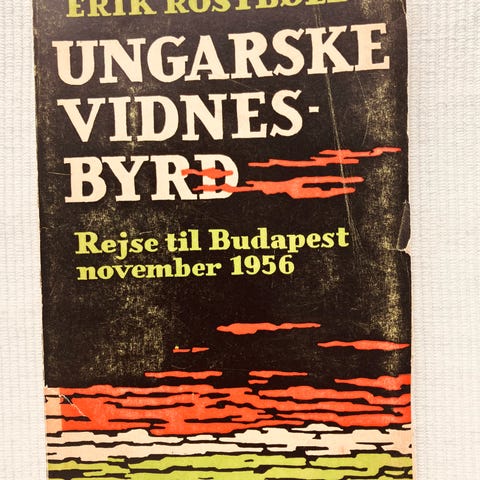 ERIK ROSTBØLL
UNGARSKE
VIDNES-
BYRD
Rejse til Budapest
november 1956